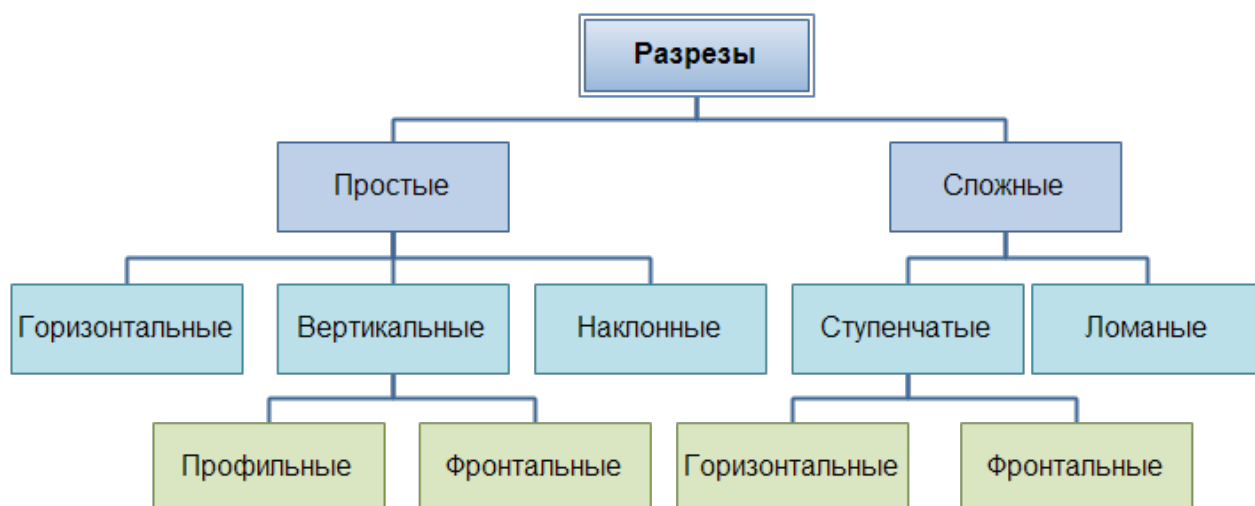 Разрезы
Простые
Сложные
Горизонтальные
Вертикальные
Наклонные
Ступенчатые
Ломаные
Профильные
Фронтальные
Горизонтальные
Фронтальные